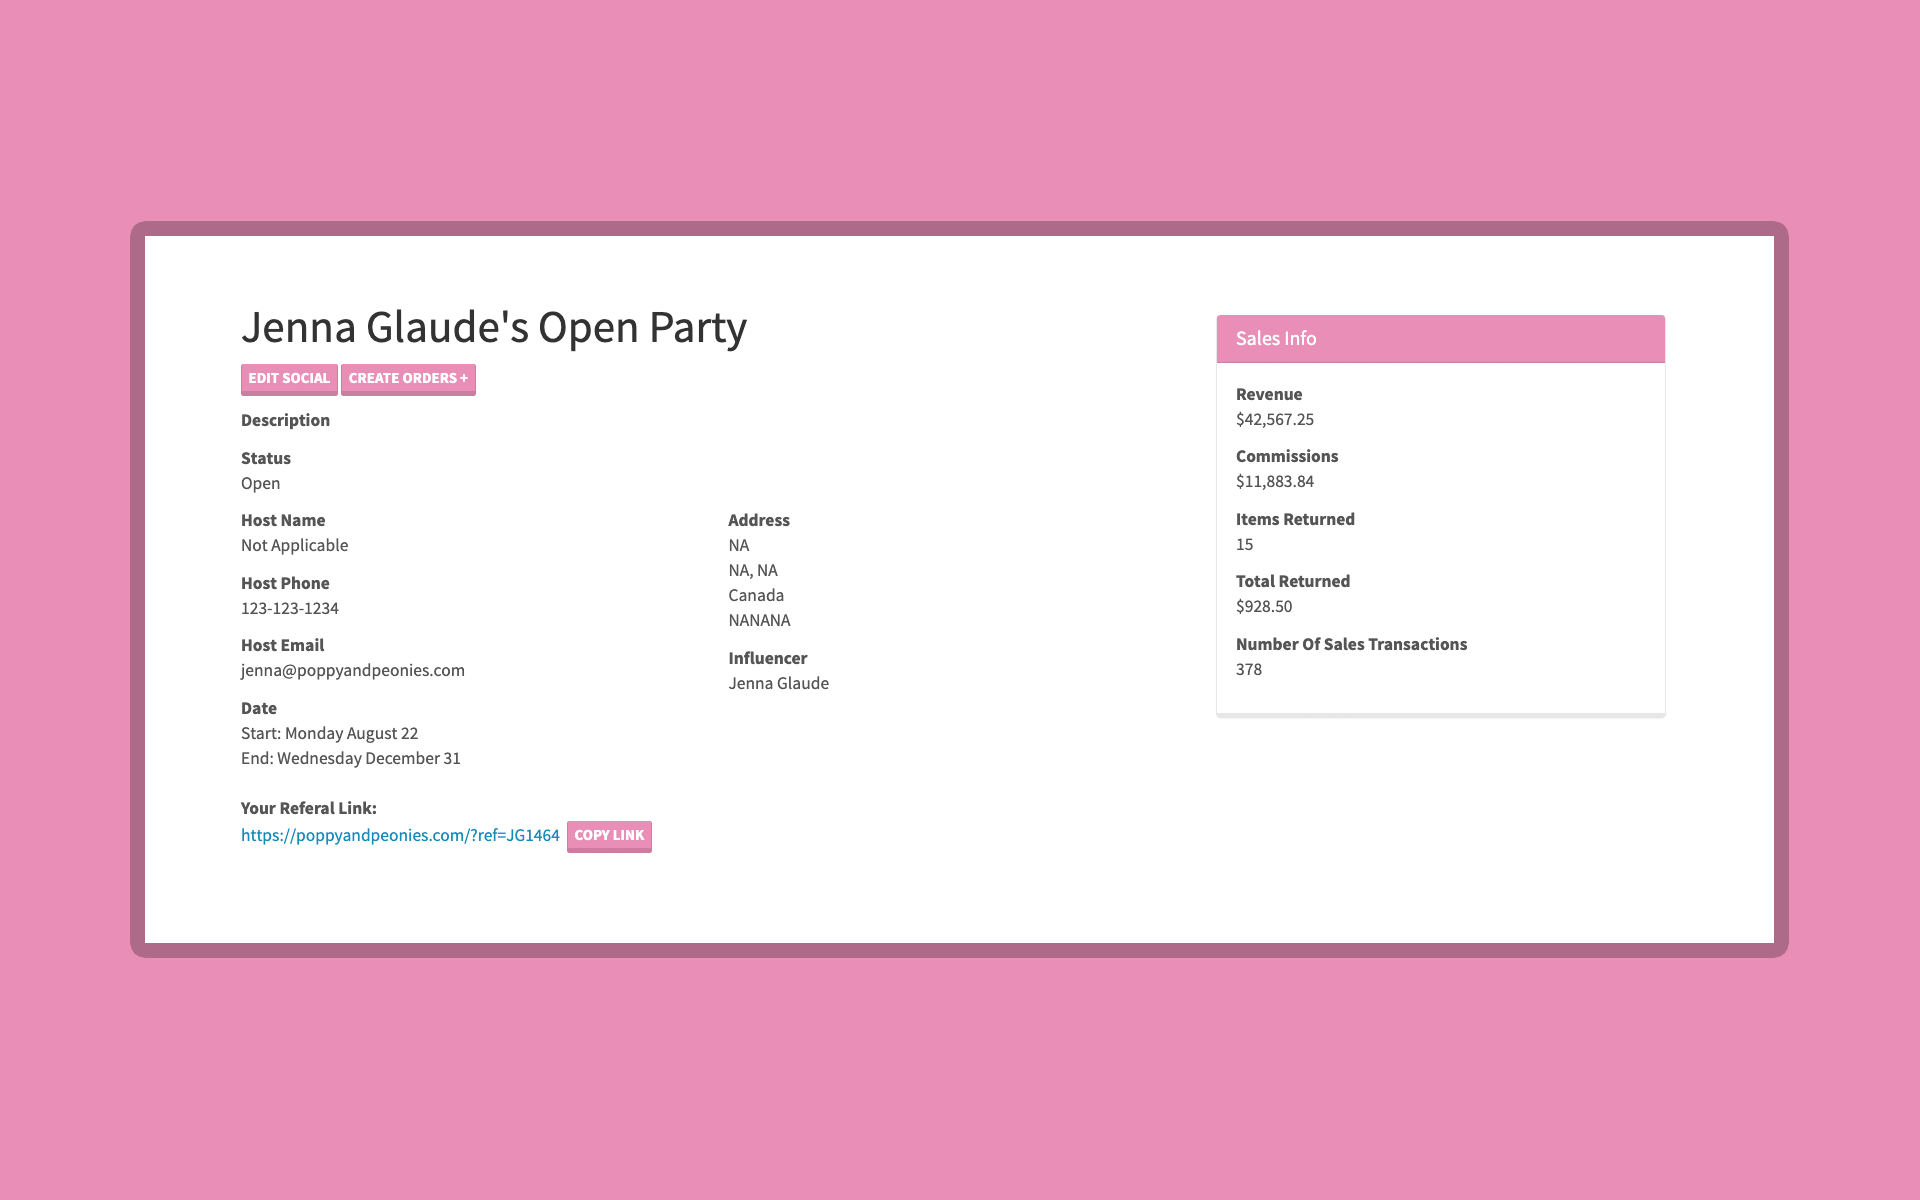 Jenna Glaude's Open Party
EDIT SOCIAL
CREATE ORDERS +
Description
Status
Open
Host Name
Not Applicable
Host Phone
123-123-1234
Host Email
jenna@poppyandpeonies.com
Date
Start: Monday August 22
End: Wednesday December 31
Your Referal Link:
https://poppyandpeonies.com/?ref=JG1464
COPY LINK
Address
NA
NA, NA
Canada
NANANA
Influencer
Jenna Glaude
Sales Info
Revenue
$42,567.25
Commissions
$11,883.84
Items Returned
15
Total Returned
$928.50
Number Of Sales Transactions
378